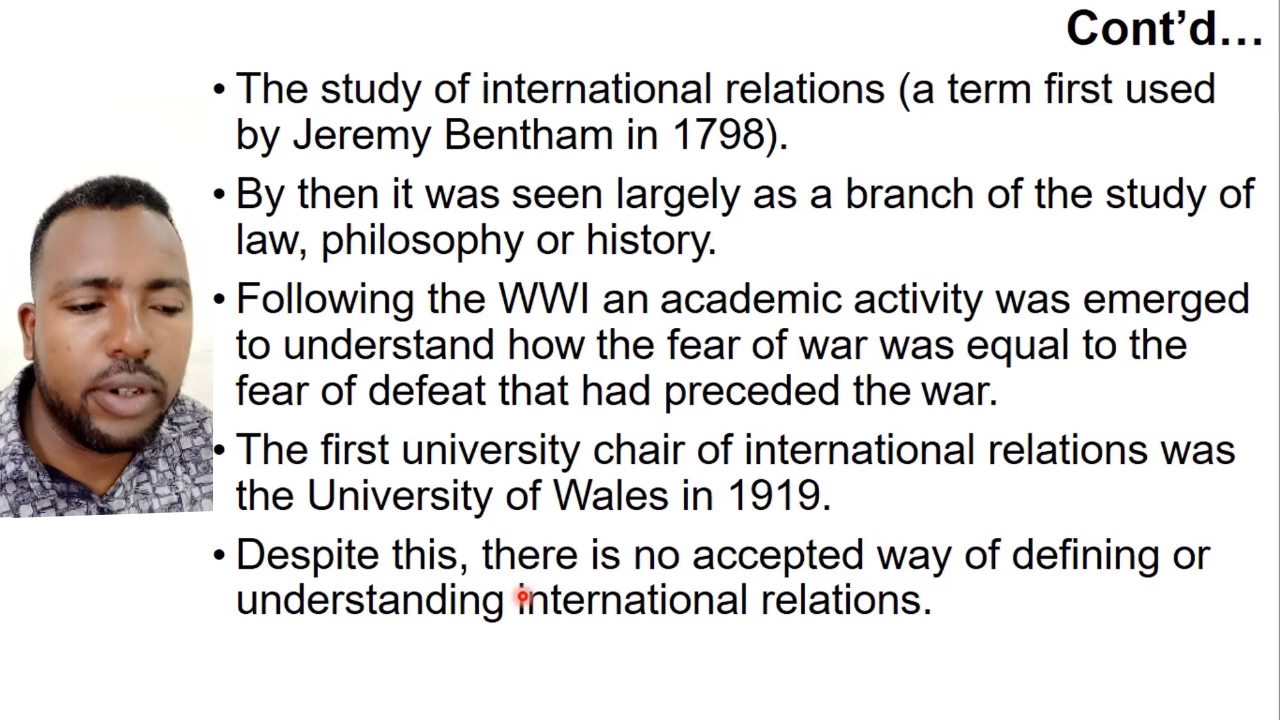 Cont’d…
• The study of international relations (a term first used
by Jeremy Bentham in 1798).
• By then it was seen largely as a branch of the study of
law, philosophy or history.
• Following the WWI an academic activity was emerged
to understand how the fear of war was equal to the
fear of defeat that had preceded the war.
• The first university chair of international relations was
the University of Wales in 1919.
• Despite this, there is no accepted way of defining or
understanding international relations.